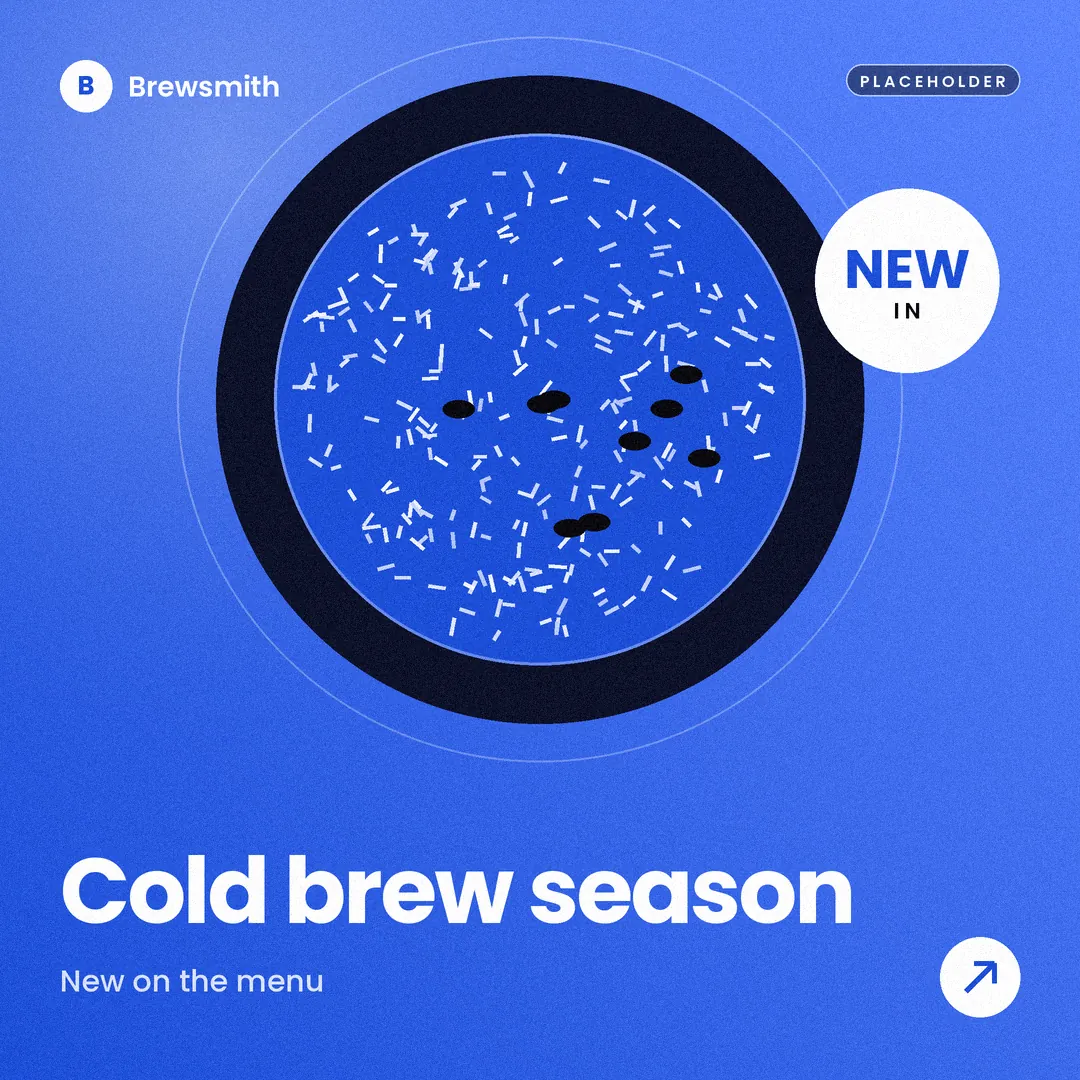 B Brewsmith
PLACEHOLDER
NEW
IN
Cold brew season
New on the menu